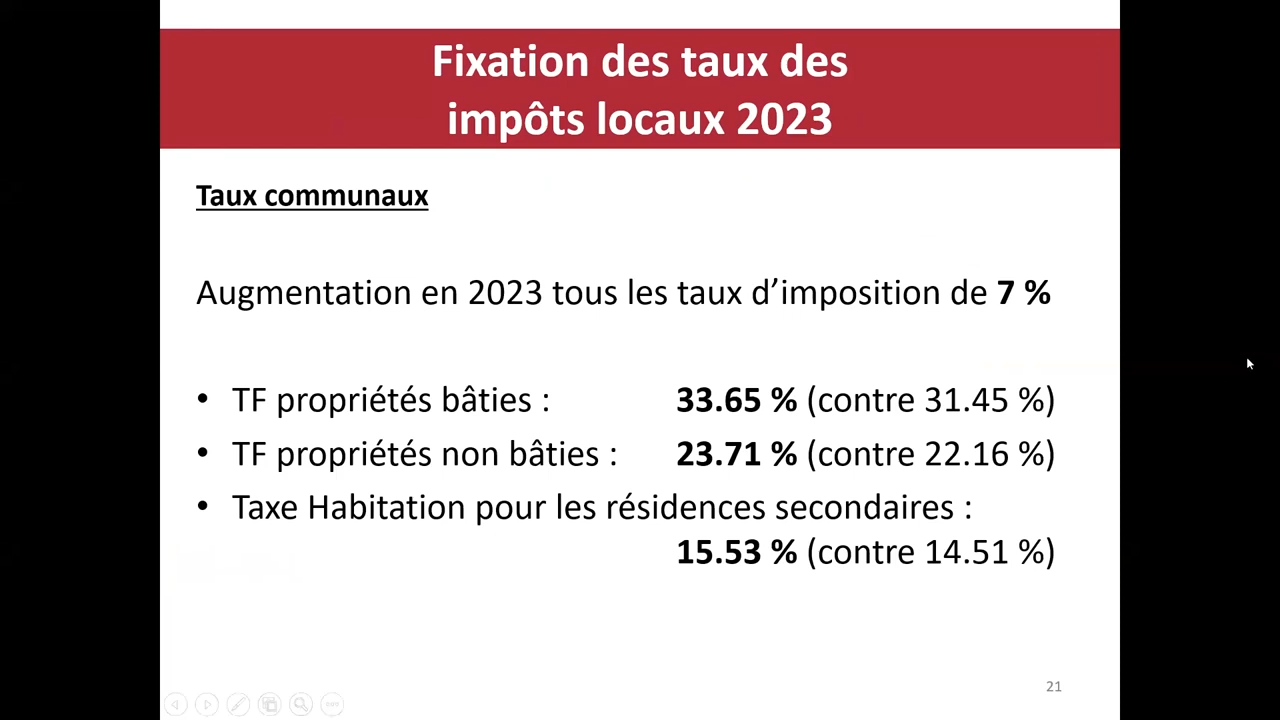 Fixation des taux des
impôts locaux 2023
Taux communaux
Augmentation en 2023 tous les taux d’imposition de 7 %
• TF propriétés bâties : 33.65 % (contre 31.45 %)
• TF propriétés non bâties : 23.71 % (contre 22.16 %)
• Taxe Habitation pour les résidences secondaires :
15.53 % (contre 14.51 %)
21